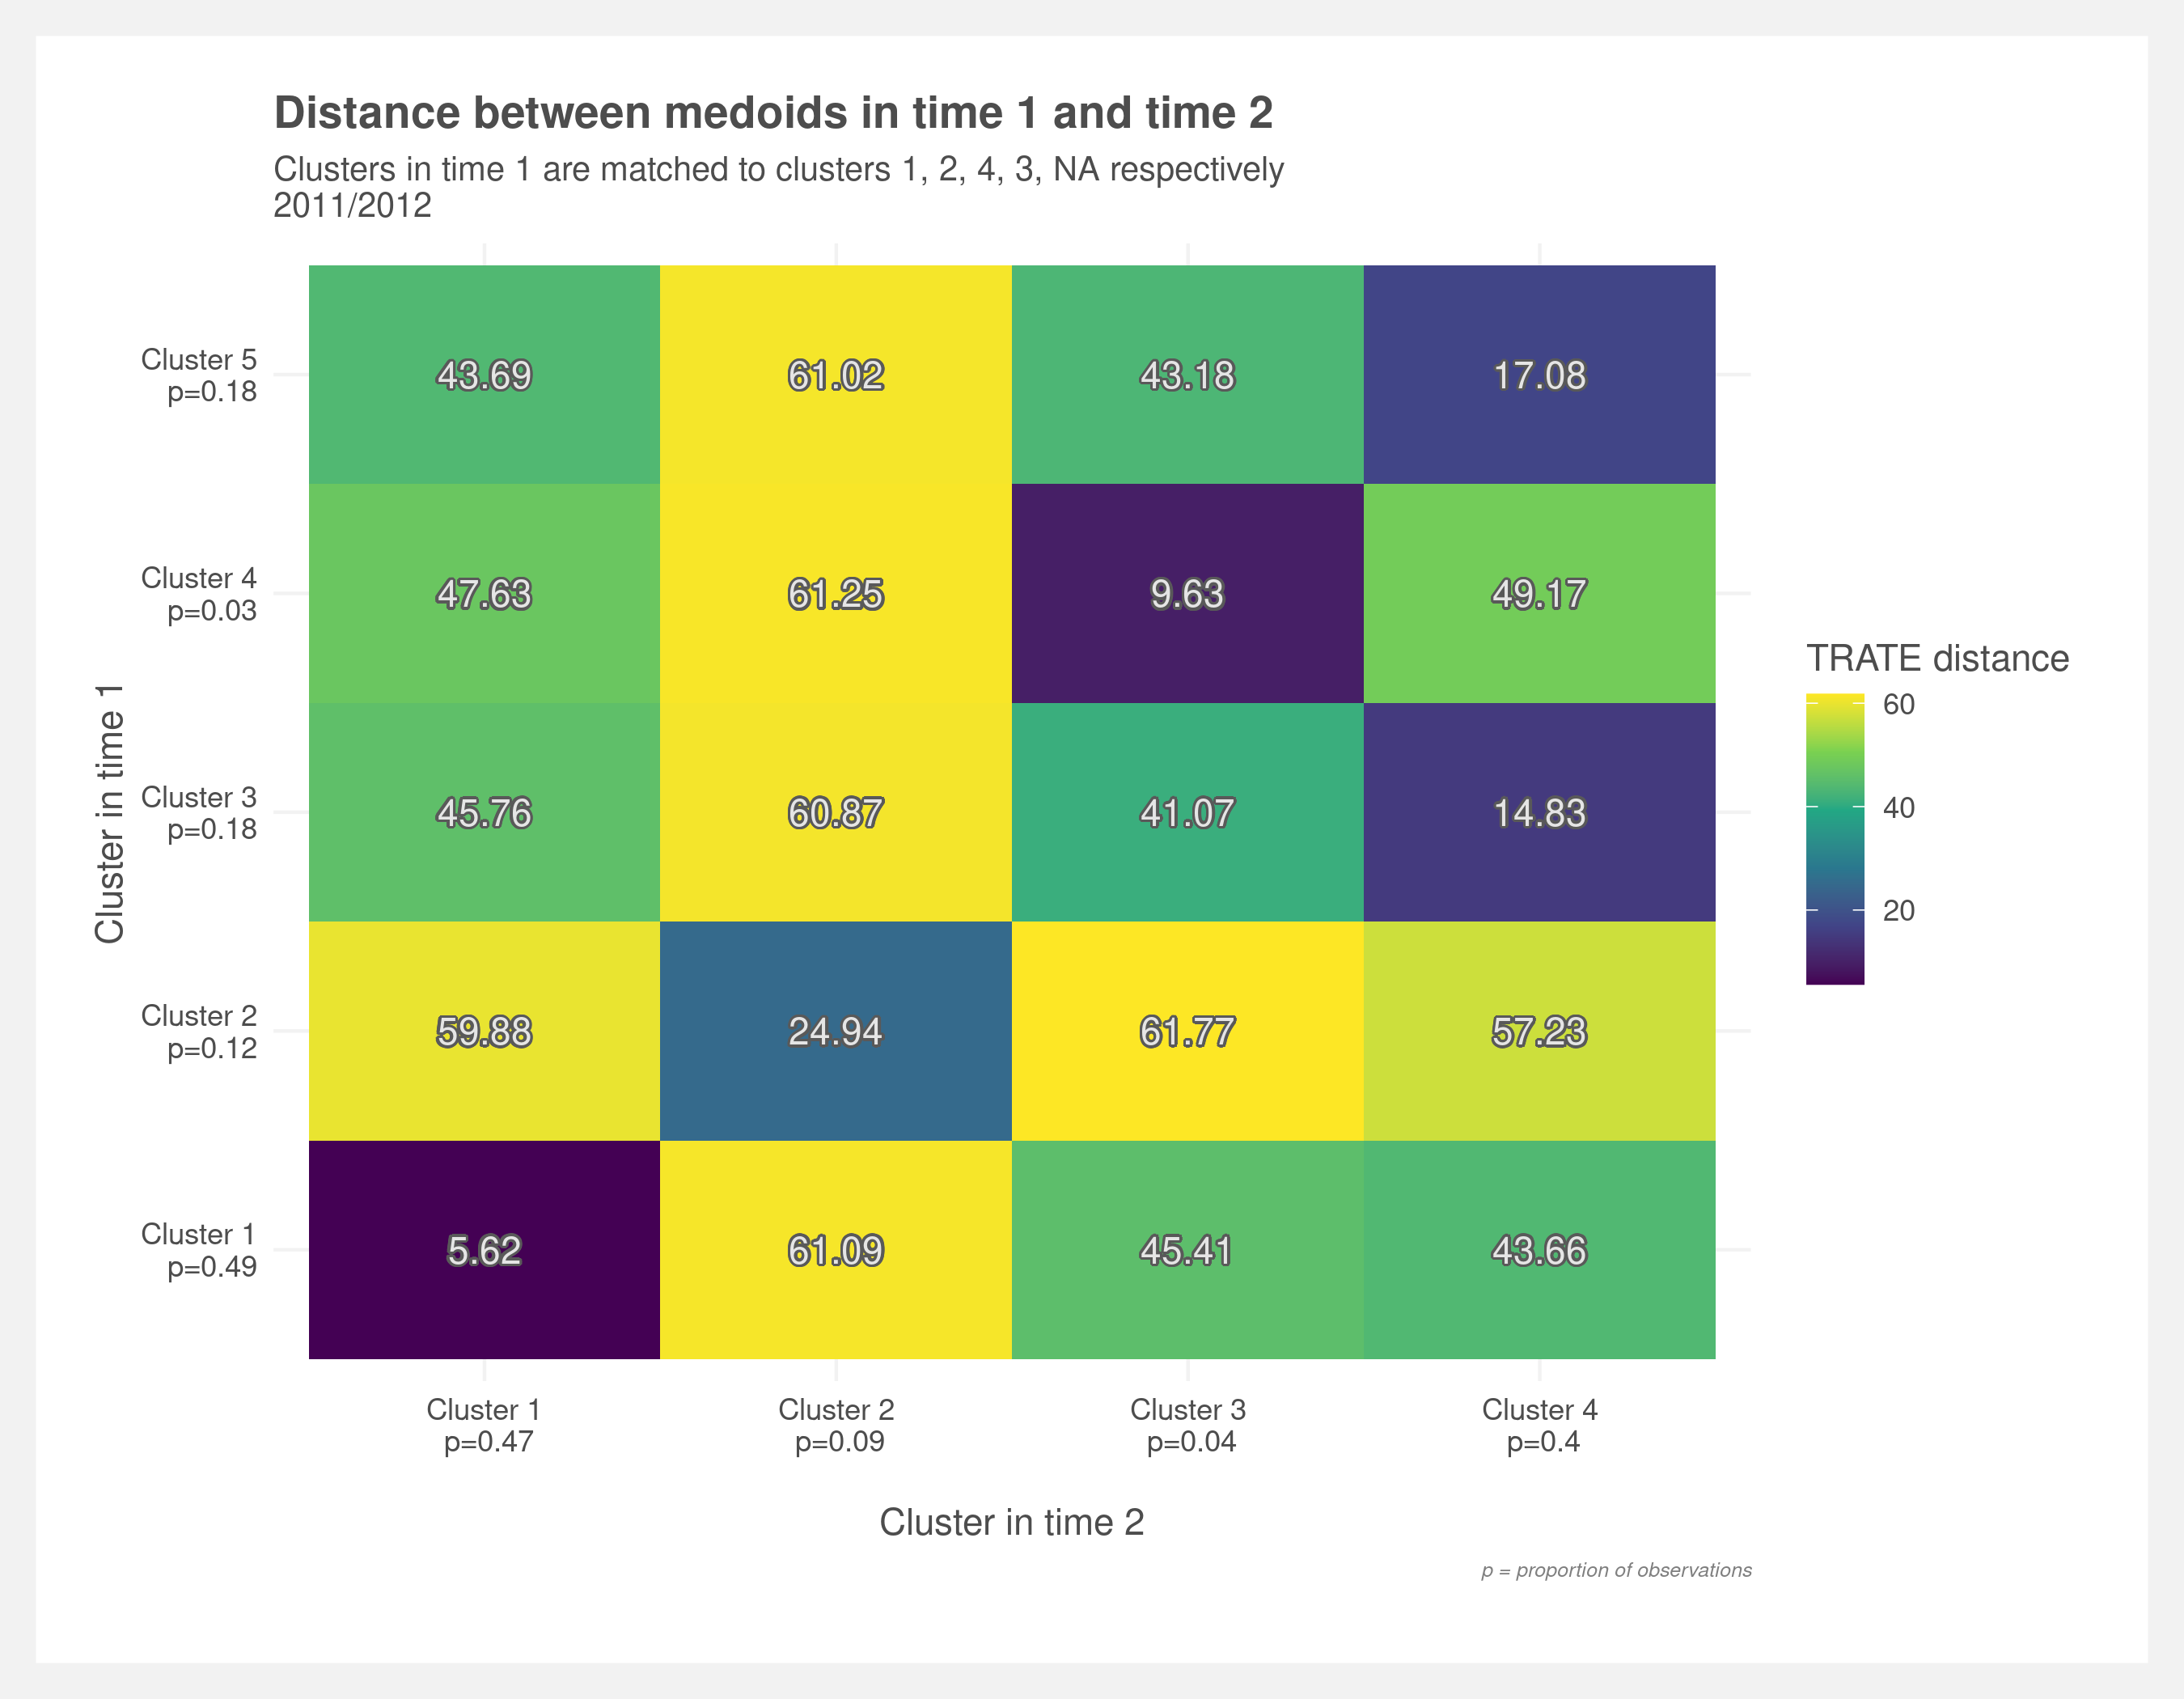 Distance between medoids in time 1 and time 2
Clusters in time 1 are matched to clusters 1, 2, 4, 3, NA respectively
2011/2012
Cluster in time 1
Cluster 5
p=0.18
43.69 61.02 43.18 17.08
Cluster 4
p=0.03
47.63 61.25 9.63 49.17
Cluster 3
p=0.18
45.76 60.87 41.07 14.83
Cluster 2
p=0.12
59.88 24.94 61.77 57.23
Cluster 1
p=0.49
5.62 61.09 45.41 43.66
Cluster 1 Cluster 2 Cluster 3 Cluster 4
p=0.47 p=0.09 p=0.04 p=0.4
Cluster in time 2
TRATE distance
60
40
20
p = proportion of observations